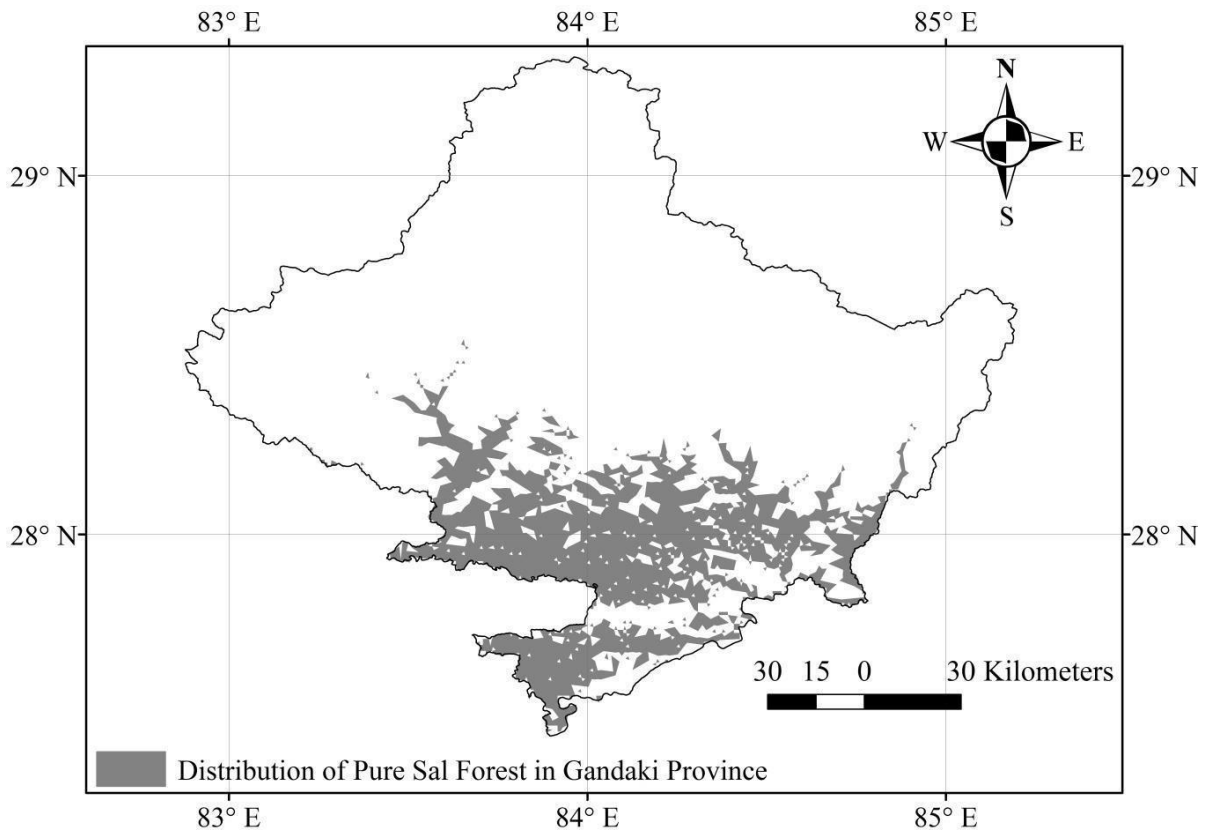 83° E 84° E 85° E
N
W E
S
29° N 29° N
28° N 28° N
30 15 0 30 Kilometers
Distribution of Pure Sal Forest in Gandaki Province
83° E 84° E 85° E